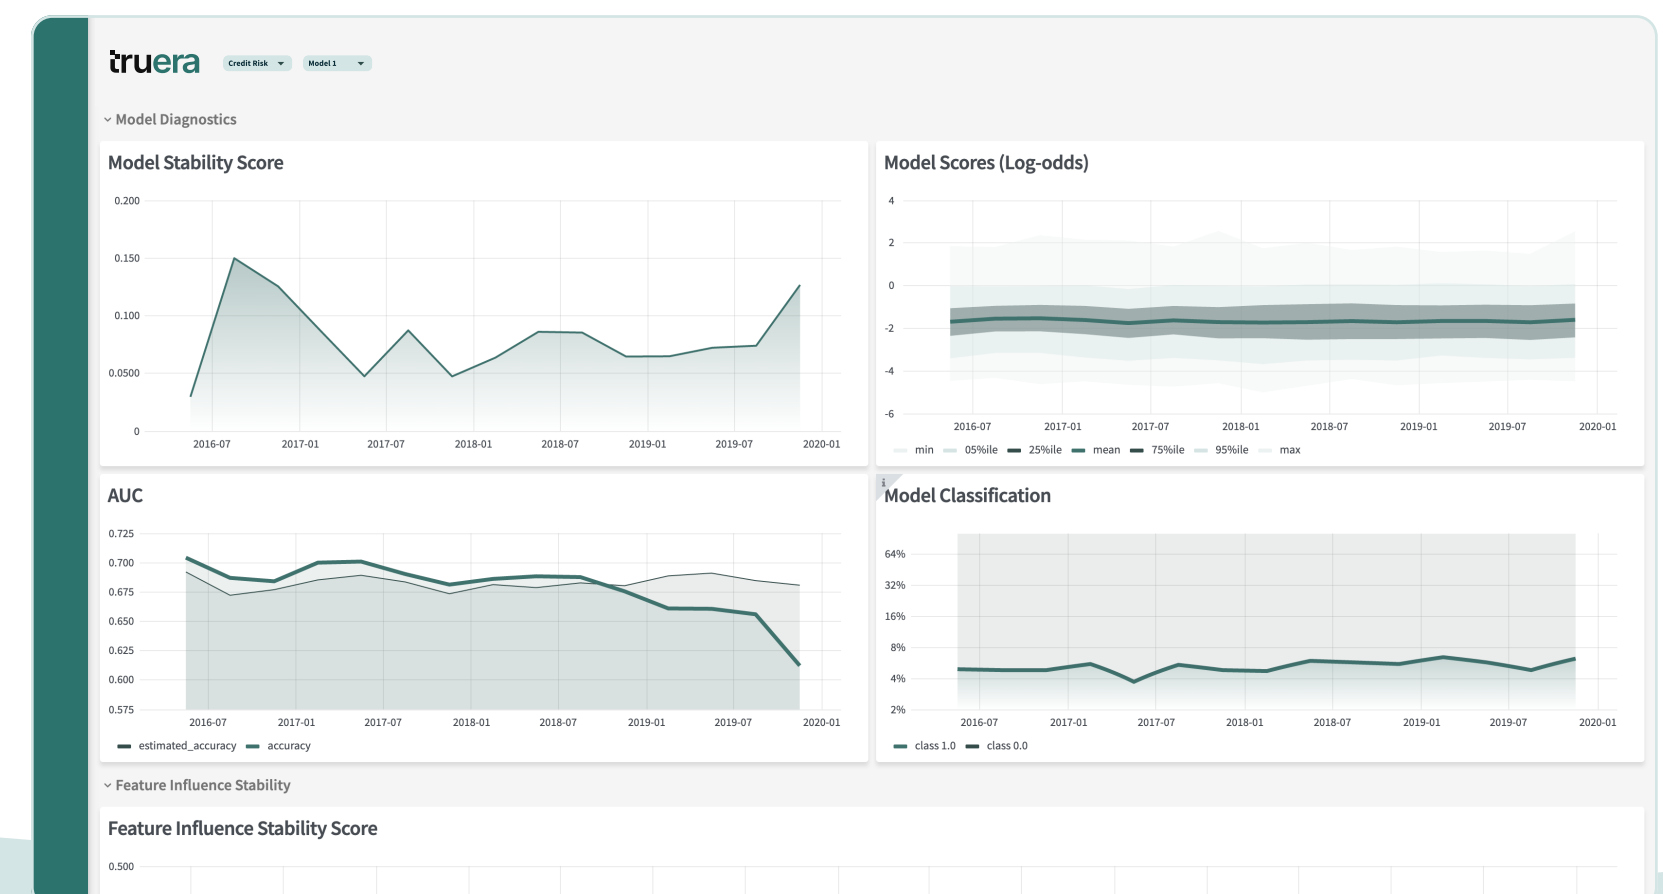 truera
Credit Risk
Model 1
Model Diagnostics
Model Stability Score
0.200
0.150
0.100
0.0500
0
2016-07 2017-01 2017-07 2018-01 2018-07 2019-01 2019-07 2020-01
Model Scores (Log-odds)
4
2
0
-2
-4
-6
2016-07 2017-01 2017-07 2018-01 2018-07 2019-01 2019-07 2020-01
min 05%ile 25%ile mean 75%ile 95%ile max
AUC
0.725
0.700
0.675
0.650
0.625
0.600
0.575
2016-07 2017-01 2017-07 2018-01 2018-07 2019-01 2019-07 2020-01
estimated_accuracy accuracy
i
Model Classification
64%
32%
16%
8%
4%
2%
2016-07 2017-01 2017-07 2018-01 2018-07 2019-01 2019-07 2020-01
class 1.0 class 0.0
Feature Influence Stability
Feature Influence Stability Score
0.500